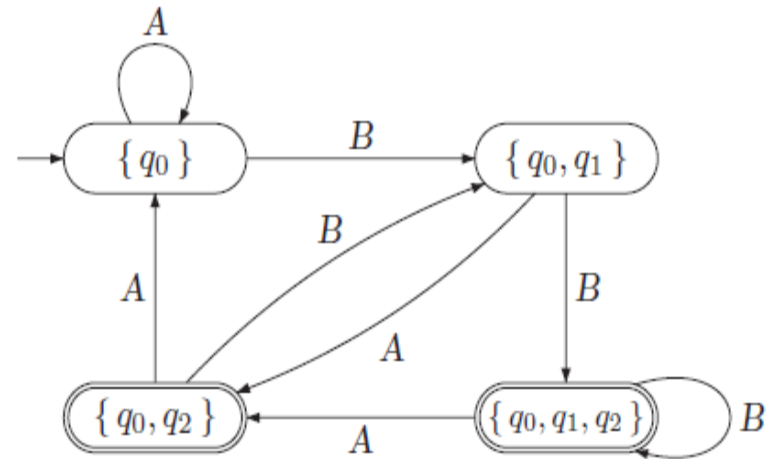 A
{ q₀ } B { q₀, q₁ }
B
A B
A
{ q₀, q₂ } A { q₀, q₁, q₂ } B